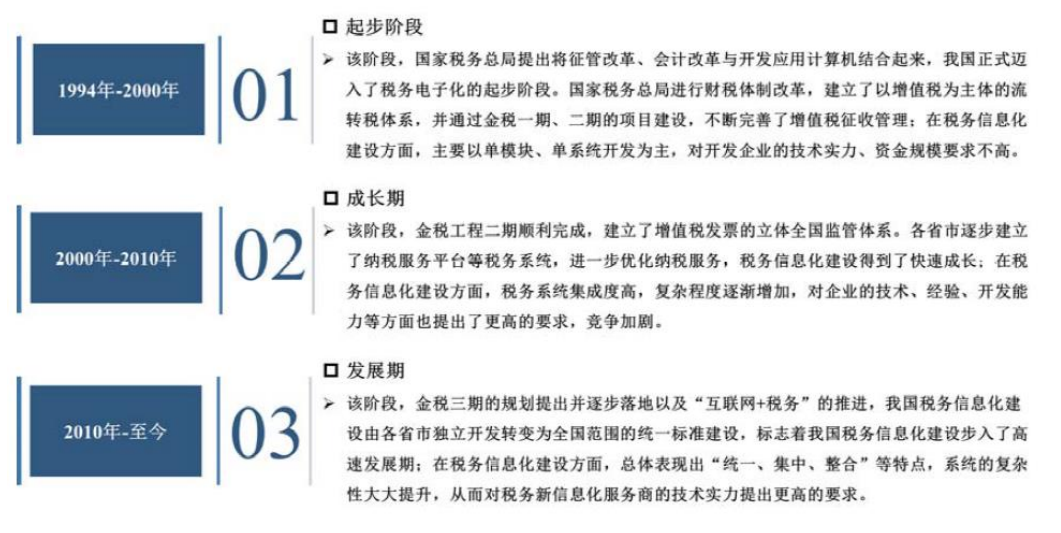 □ 起步阶段
1994年-2000年
01
➢ 该阶段，国家税务总局提出将征管改革、会计改革与开发应用计算机结合起来，我国正式迈
入了税务电子化的起步阶段。国家税务总局进行财税体制改革，建立了以增值税为主体的流
转税体系，并通过金税一期、二期的项目建设，不断完善了增值税征收管理；在税务信息化
建设方面，主要以单模块、单系统开发为主，对开发企业的技术实力、资金规模要求不高。
□ 成长期
2000年-2010年
02
➢ 该阶段，金税工程二期顺利完成，建立了增值税发票的立体全国监管体系。各省市逐步建立
了纳税服务平台等税务系统，进一步优化纳税服务，税务信息化建设得到了快速成长；在税
务信息化建设方面，税务系统集成度高，复杂程度逐渐增加，对企业的技术、经验、开发能
力等方面也提出了更高的要求，竞争加剧。
□ 发展期
2010年-至今
03
➢ 该阶段，金税三期的规划提出并逐步落地以及“互联网+税务”的推进，我国税务信息化建
设由各省市独立开发转变为全国范围的统一标准建设，标志着我国税务信息化建设步入了高
速发展期；在税务信息化建设方面，总体表现出“统一、集中、整合”等特点，系统的复杂
性大大提升，从而对税务新信息化服务商的技术实力提出更高的要求。